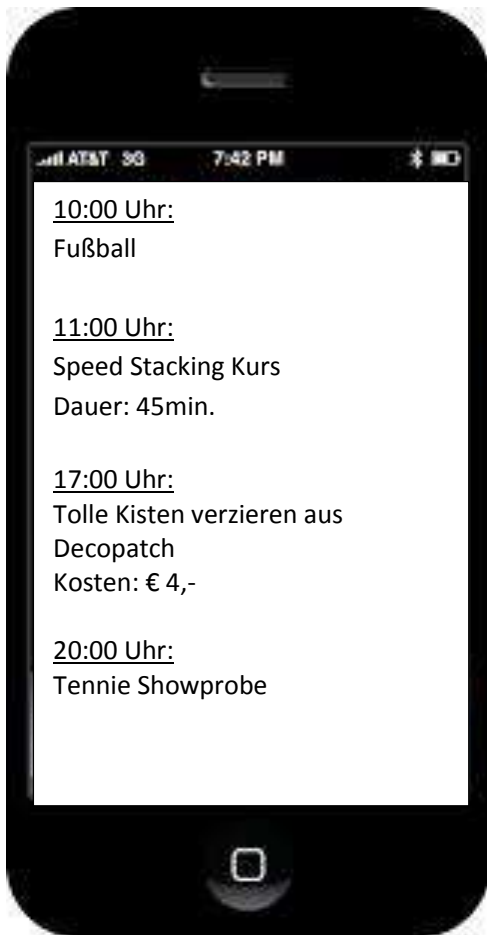 AT&T 3G 7:42 PM
10:00 Uhr:
Fußball
11:00 Uhr:
Speed Stacking Kurs
Dauer: 45min.
17:00 Uhr:
Tolle Kisten verzieren aus
Decopatch
Kosten: € 4,-
20:00 Uhr:
Tennie Showprobe